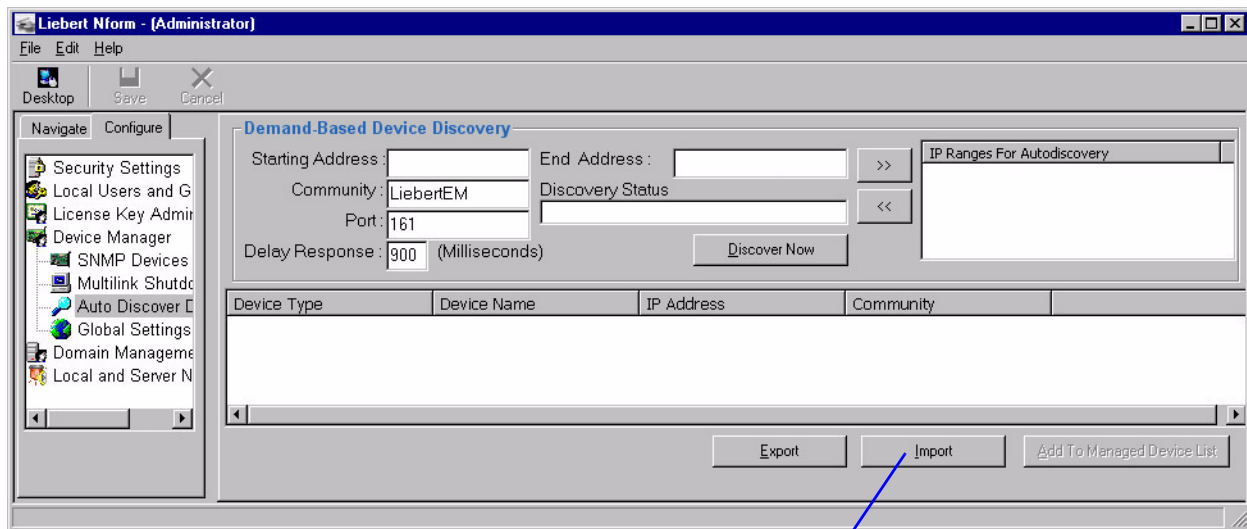 Liebert Nform - (Administrator)
File Edit Help
Desktop Save Cancel
Navigate Configure
Security Settings
Local Users and G
License Key Admir
Device Manager
SNMP Devices
Multilink Shutdo
Auto Discover D
Global Settings
Domain Manageme
Local and Server N
Demand-Based Device Discovery
Starting Address : End Address :
Community : LiebertEM Discovery Status
Port : 161
Delay Response : 900 (Milliseconds)
Discover Now
>>
<<
IP Ranges For Autodiscovery
Device Type Device Name IP Address Community
Export Import Add To Managed Device List